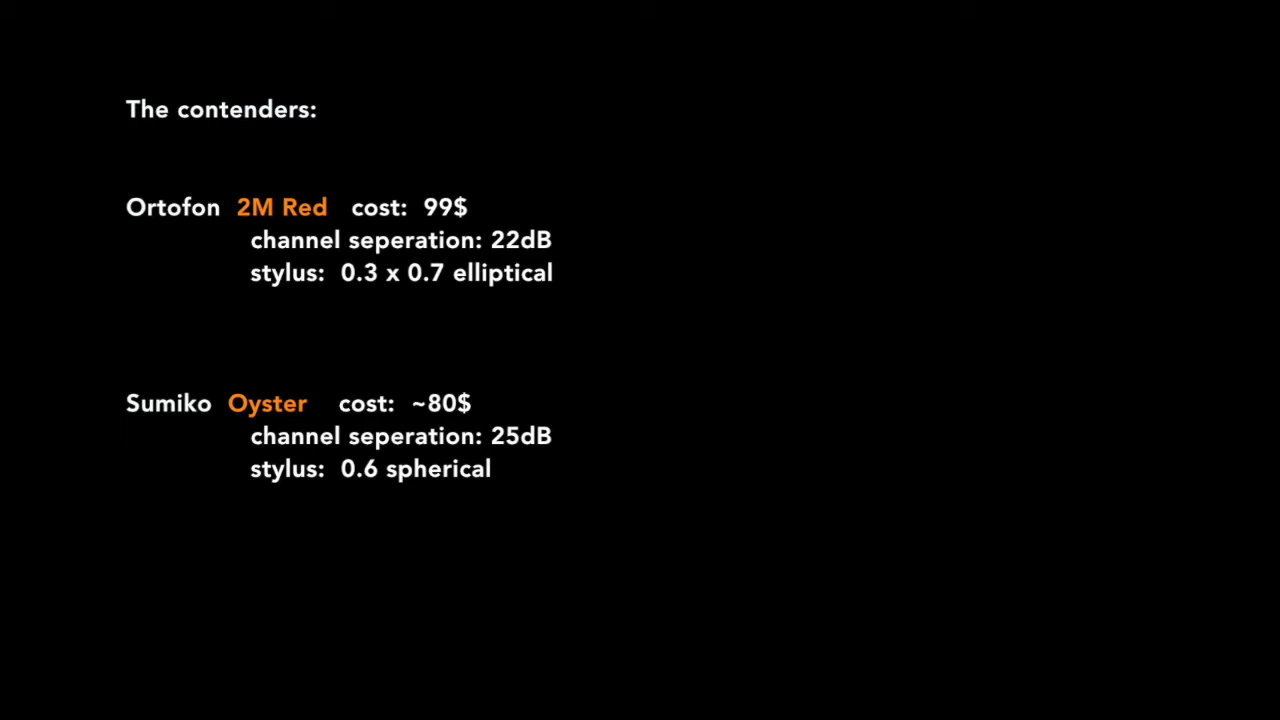 The contenders:
Ortofon 2M Red cost: 99$
channel seperation: 22dB
stylus: 0.3 x 0.7 elliptical
Sumiko Oyster cost: ~80$
channel seperation: 25dB
stylus: 0.6 spherical